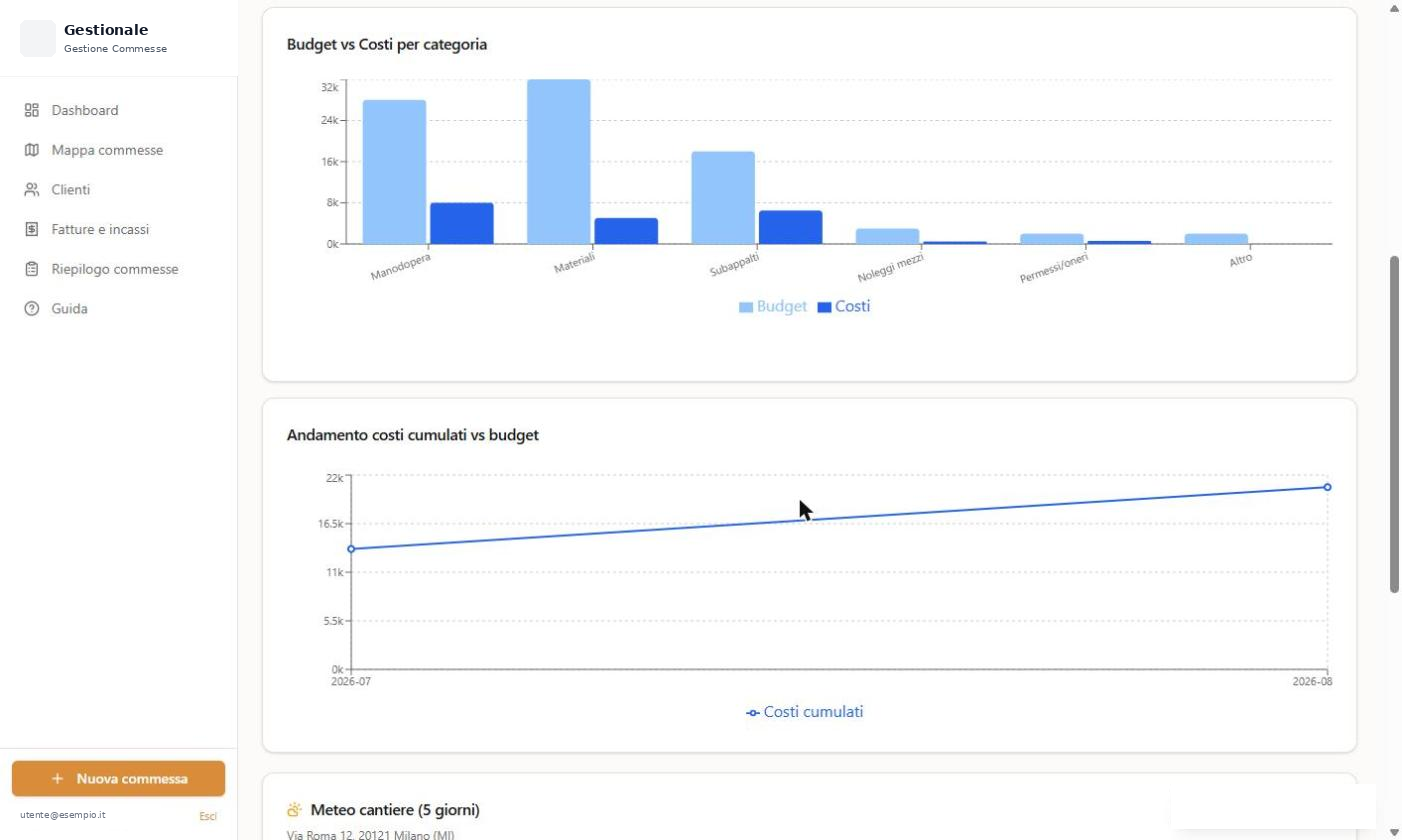 Gestionale
Gestione Commesse
Dashboard
Mappa commesse
Clienti
Fatture e incassi
Riepilogo commesse
Guida
Nuova commessa
utente@esempio.it
Esci
Budget vs Costi per categoria
32k
24k
16k
8k
0k
Manodopera
Materiali
Subappalti
Noleggi mezzi
Permessi/oneri
Altro
Budget
Costi
Andamento costi cumulati vs budget
22k
16.5k
11k
5.5k
0k
2026-07
2026-08
Costi cumulati
Meteo cantiere (5 giorni)
Via Roma 12, 20121 Milano (MI)